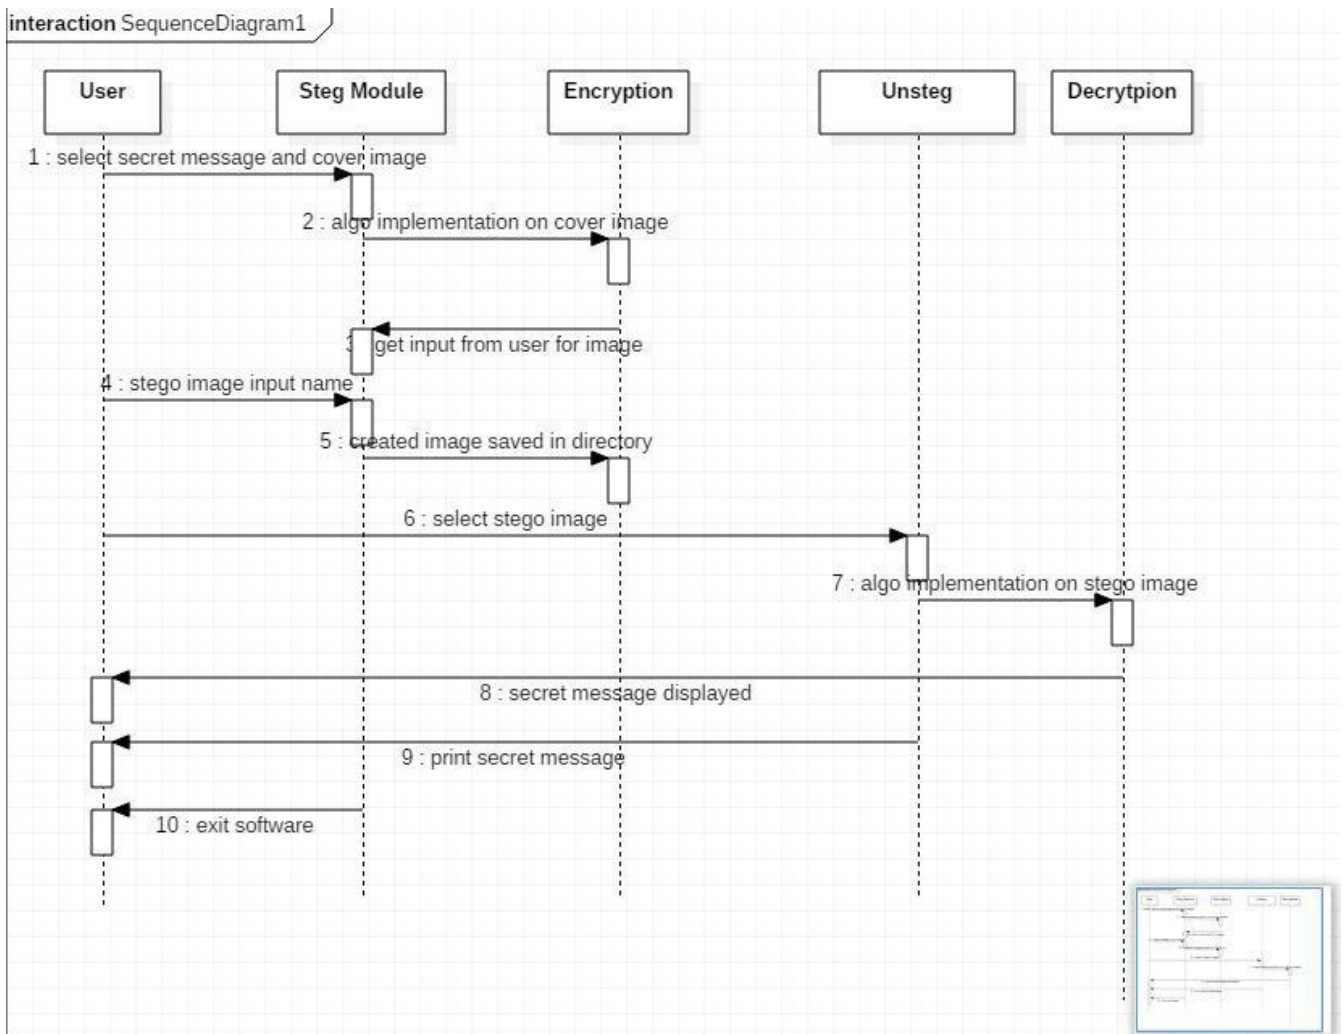 interaction SequenceDiagram1
User
Steg Module
Encryption
Unsteg
Decrytpion
1 : select secret message and cover image
2 : algo implementation on cover image
3 : get input from user for image
4 : stego image input name
5 : created image saved in directory
6 : select stego image
7 : algo implementation on stego image
8 : secret message displayed
9 : print secret message
10 : exit software